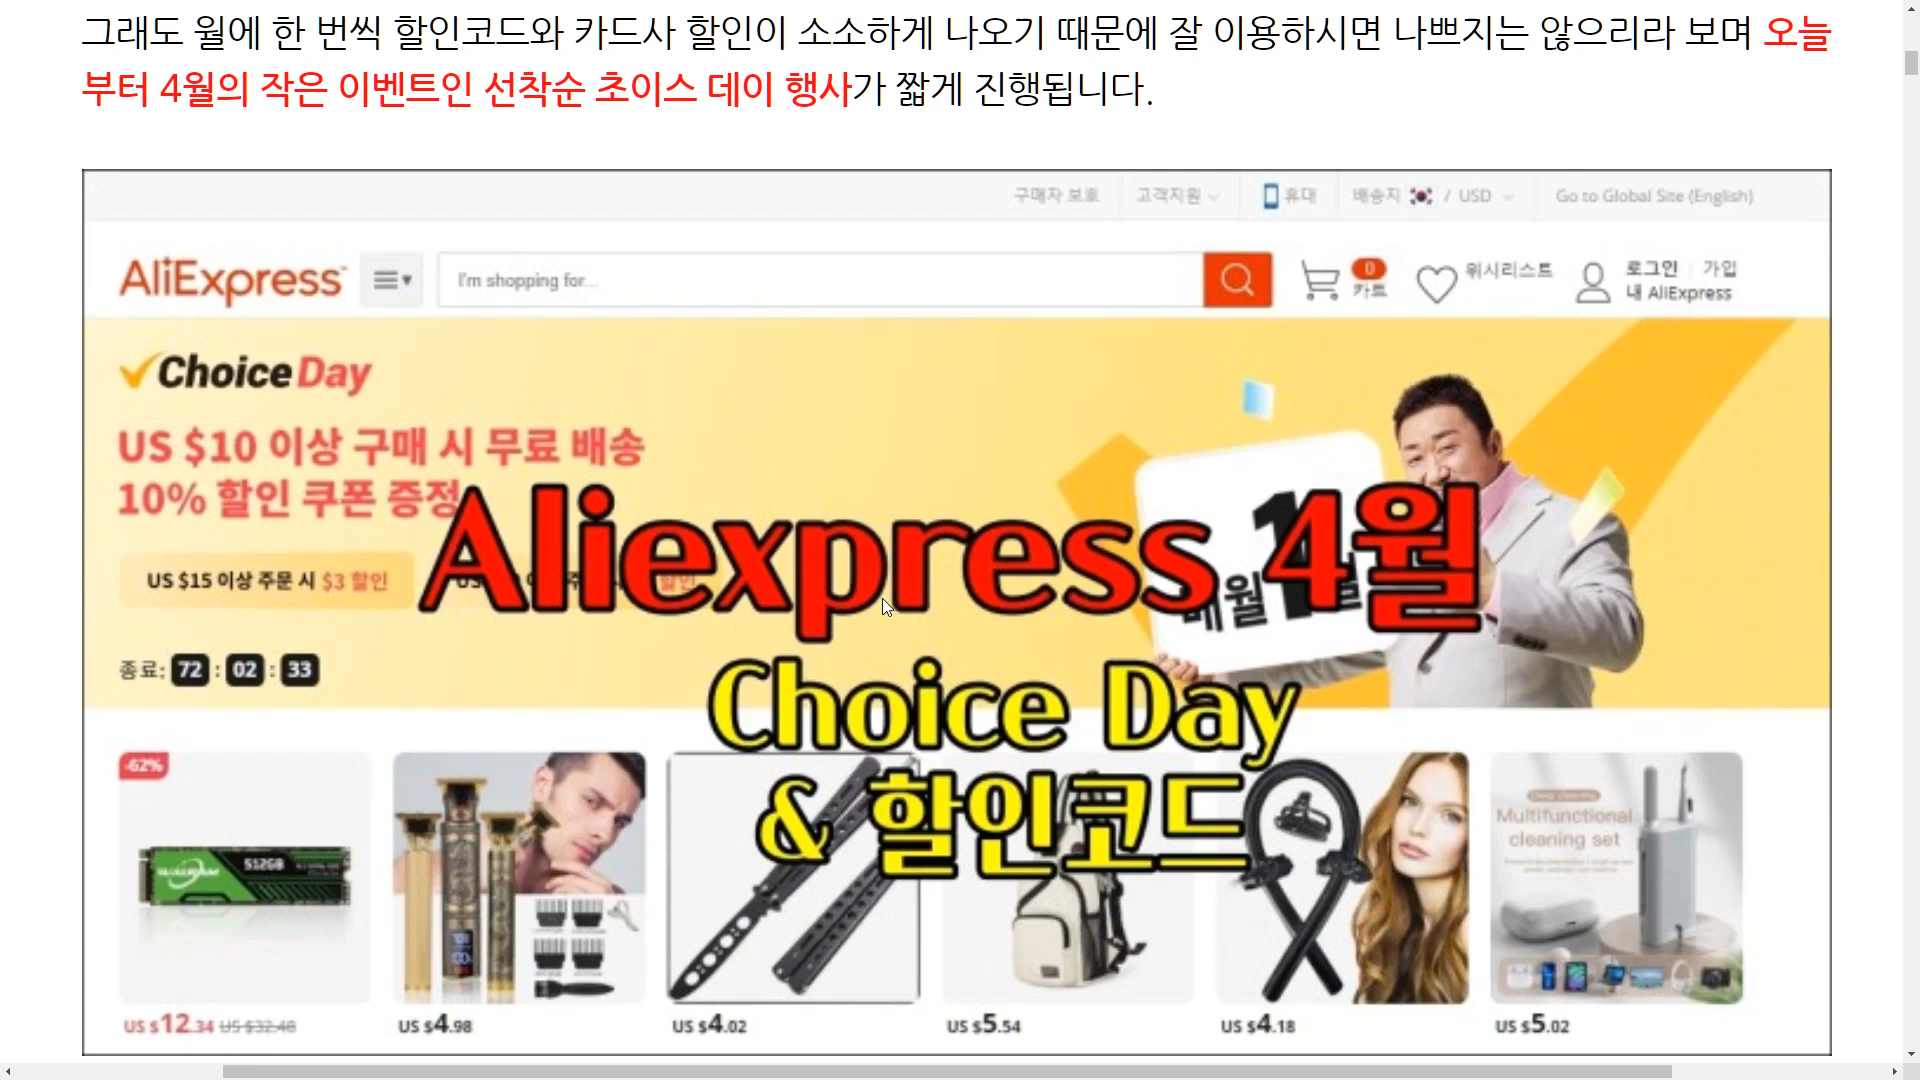 그래도 월에 한 번씩 할인코드와 카드사 할인이 소소하게 나오기 때문에 잘 이용하시면 나쁘지는 않으리라 보며 오늘
부터 4월의 작은 이벤트인 선착순 초이스 데이 행사가 짧게 진행됩니다.
구매자 보호 고객지원 휴대 배송지 / USD Go to Global Site (English)
AliExpress I'm shopping for... 0 카트 위시리스트 로그인 가입
내 AliExpress
Choice Day
US $10 이상 구매 시 무료 배송
10% 할인 쿠폰 증정
Aliexpress 4월
매월 1일
US $15 이상 주문 시 $3 할인
종료: 72 : 02 : 33
Choice Day
& 할인코드
-62%
512GB
Multifunctional
cleaning set
US $12.34 US $32.48 US $4.98 US $4.02 US $5.54 US $4.18 US $5.02